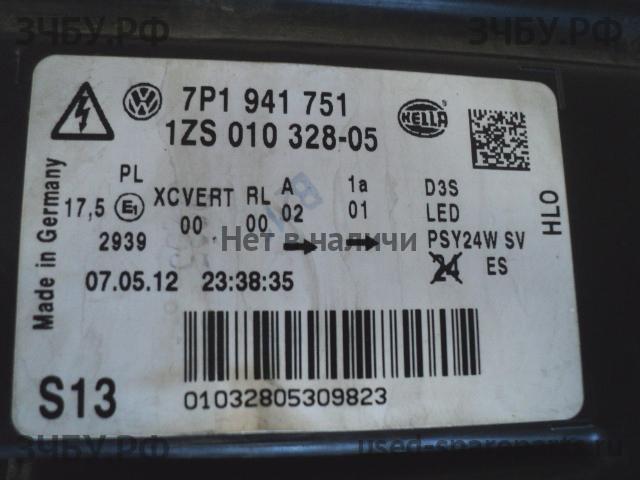 ЗЧБУ.РФ
ЗЧБУ.РФ
7P1 941 751
HELLA
1ZS 010 328-05
Made in Germany
PL
XCVERT RL A 1a D3S
17,5 E1
00 00 02 01 LED
HLO
2939
Нет в наличии
PSY24W SV
24 ES
07.05.12 23:38:35
S13
01032805309823
ЗЧБУ.РФ
used-spareparts.ru